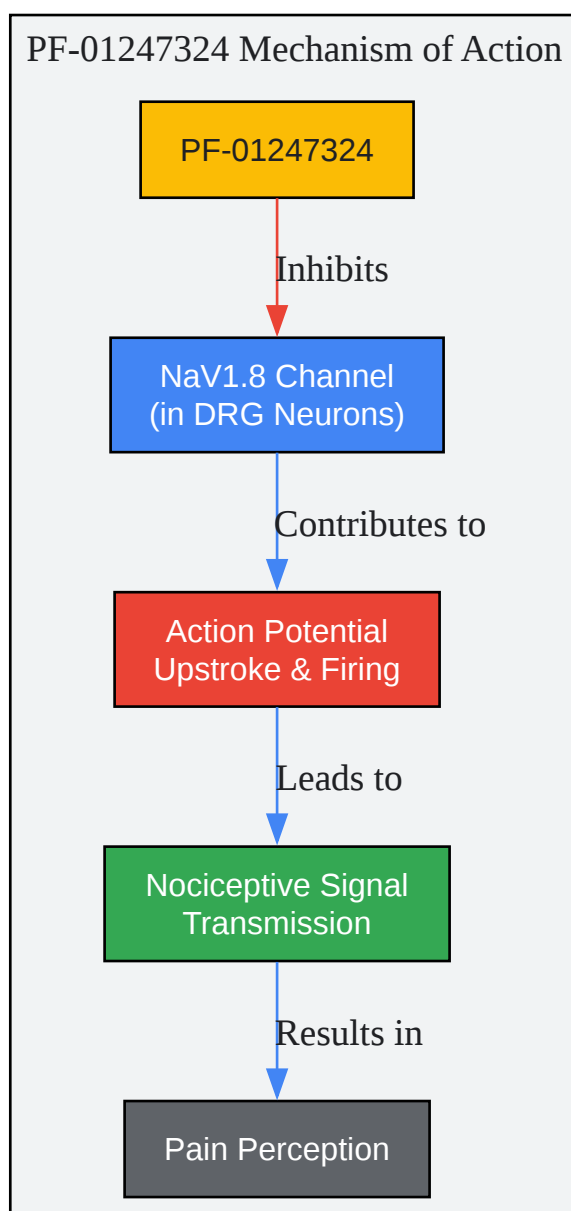 PF-01247324 Mechanism of Action
PF-01247324
Inhibits
NaV1.8 Channel
(in DRG Neurons)
Contributes to
Action Potential
Upstroke & Firing
Leads to
Nociceptive Signal
Transmission
Results in
Pain Perception